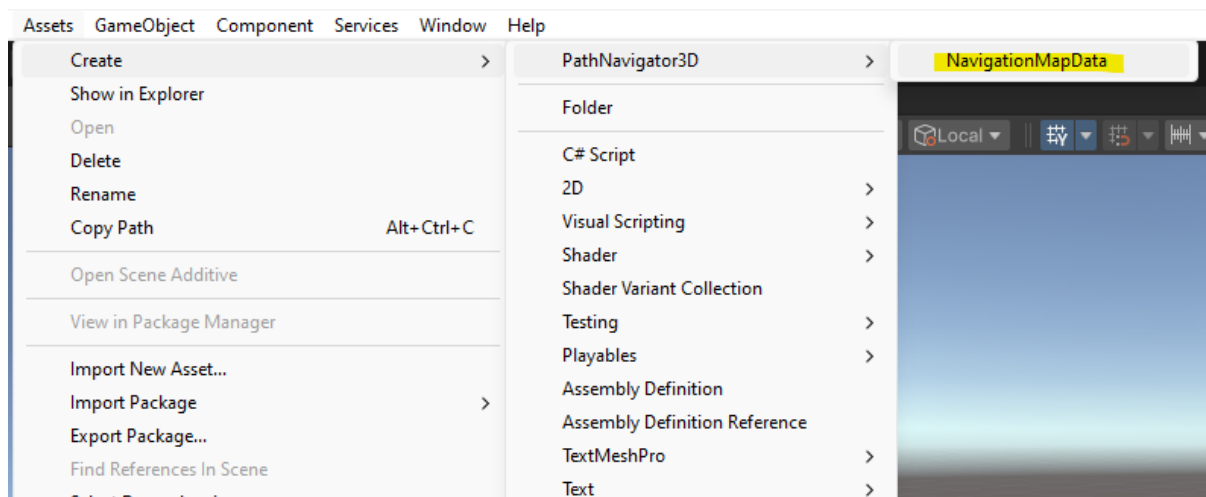 Assets GameObject Component Services Window Help
Create
Show in Explorer
Open
Delete
Rename
Copy Path Alt+Ctrl+C
Open Scene Additive
View in Package Manager
Import New Asset...
Import Package
Export Package...
Find References In Scene
PathNavigator3D
Folder
C# Script
2D
Visual Scripting
Shader
Shader Variant Collection
Testing
Playables
Assembly Definition
Assembly Definition Reference
TextMeshPro
Text
NavigationMapData
Local